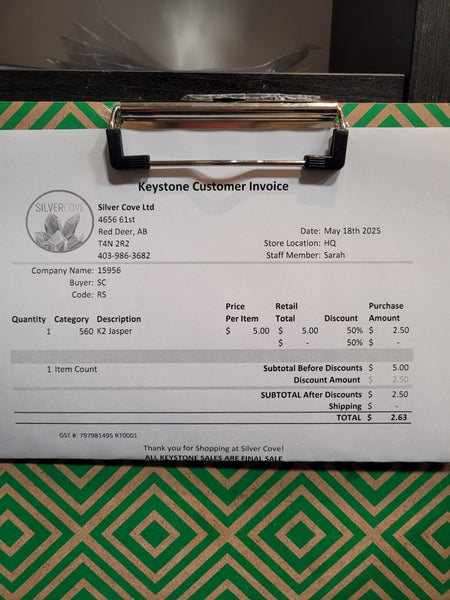 Keystone Customer Invoice
SILVERCOVE
Silver Cove Ltd
4656 61st
Red Deer, AB
T4N 2R2
403-986-3682
Date: May 18th 2025
Store Location: HQ
Staff Member: Sarah
Company Name: 15956
Buyer: SC
Code: RS
Quantity Category Description Price Per Item Retail Total Discount Purchase Amount
1 560 K2 Jasper $ 5.00 $ 5.00 50% $ 2.50
$ - 50% $ -
1 Item Count
Subtotal Before Discounts $ 5.00
Discount Amount $ 2.50
SUBTOTAL After Discounts $ 2.50
Shipping $ -
TOTAL $ 2.63
GST #: 797981495 RT0001
Thank you for Shopping at Silver Cove!
ALL KEYSTONE SALES ARE FINAL SALE